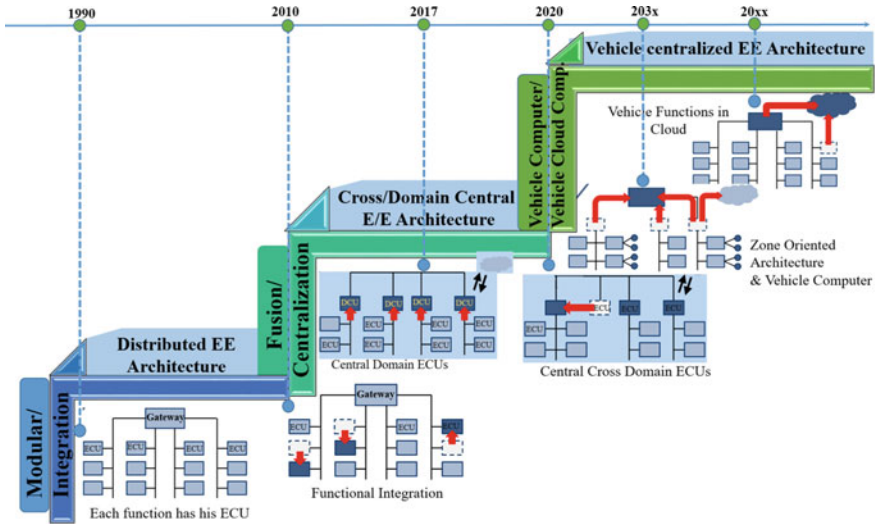 1990
2010
2017
2020
203x
20xx
Vehicle centralized EE Architecture
Vehicle Computer/
Vehicle Cloud Comp.
Vehicle Functions in
Cloud
Cross/Domain Central
E/E Architecture
Zone Oriented
Architecture
& Vehicle Computer
Fusion/
Centralization
DCU
DCU
DCU
DCU
ECU
ECU
ECU
ECU
ECU
ECU
ECU
ECU
Central Domain ECUs
ECU
ECU
ECU
ECU
Central Cross Domain ECUs
Distributed EE
Architecture
Modular/
Integration
Gateway
ECU
ECU
ECU
ECU
Each function has his ECU
Gateway
ECU
ECU
ECU
Functional Integration